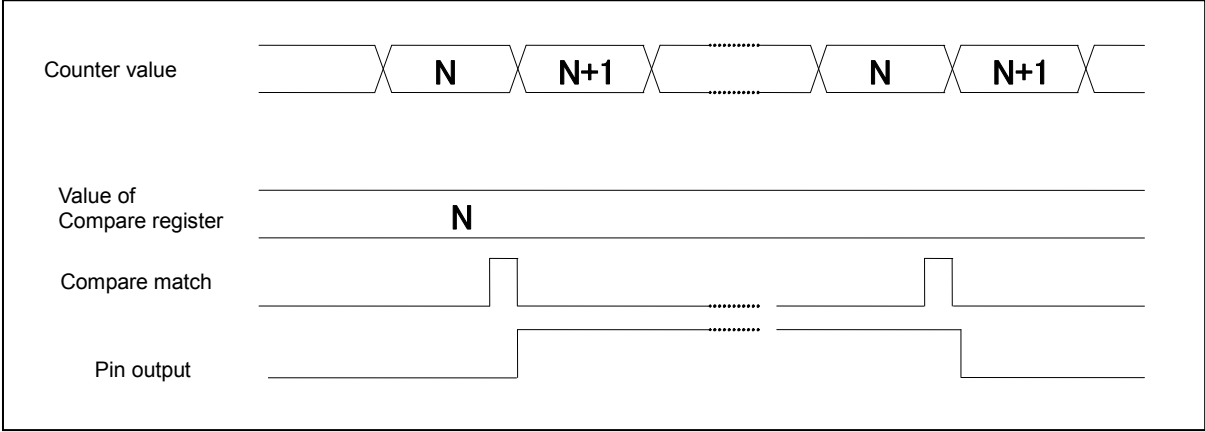 Counter value
N N+1 N N+1
Value of
Compare register
N
Compare match
Pin output